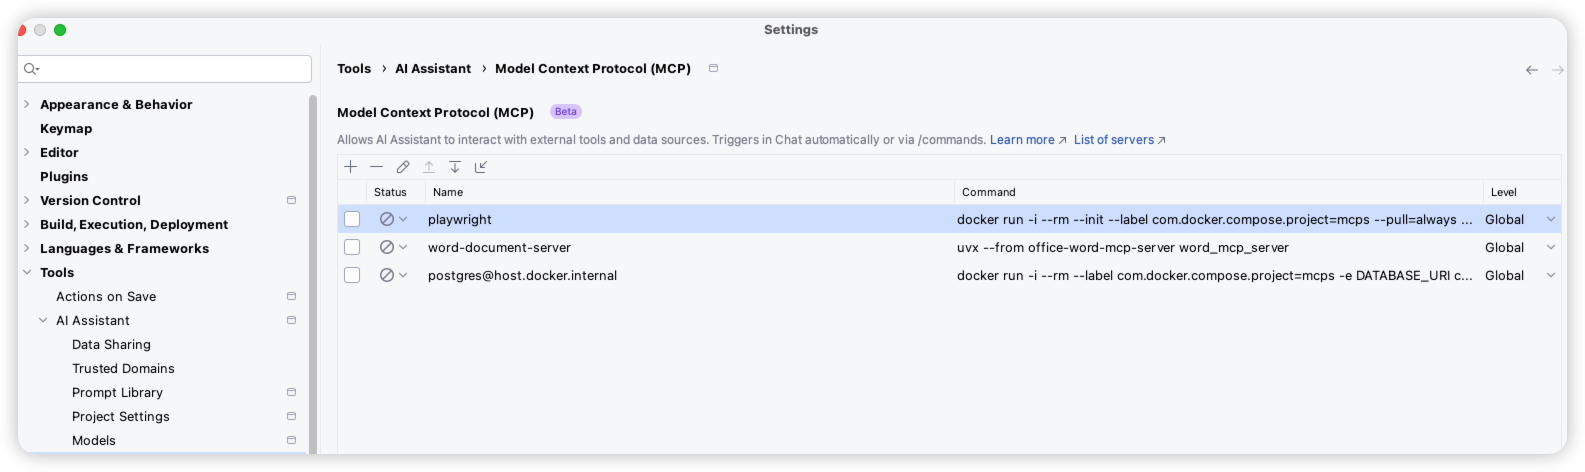 Settings
Tools › AI Assistant › Model Context Protocol (MCP)
Appearance & Behavior
Keymap
Editor
Plugins
Version Control
Build, Execution, Deployment
Languages & Frameworks
Tools
Actions on Save
AI Assistant
Data Sharing
Trusted Domains
Prompt Library
Project Settings
Models
Model Context Protocol (MCP) Beta
Allows AI Assistant to interact with external tools and data sources. Triggers in Chat automatically or via /commands. Learn more ↗ List of servers ↗
Status Name Command Level
playwright docker run -i --rm --init --label com.docker.compose.project=mcps --pull=always ... Global
word-document-server uvx --from office-word-mcp-server word_mcp_server Global
postgres@host.docker.internal docker run -i --rm --label com.docker.compose.project=mcps -e DATABASE_URI c... Global